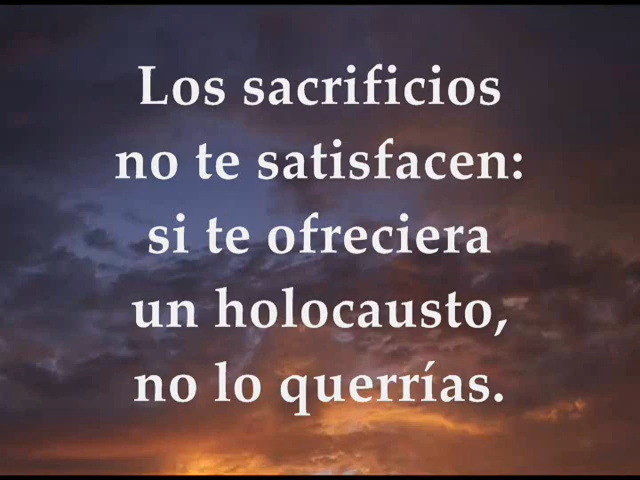 Los sacrificios
no te satisfacen:
si te ofreciera
un holocausto,
no lo querrías.